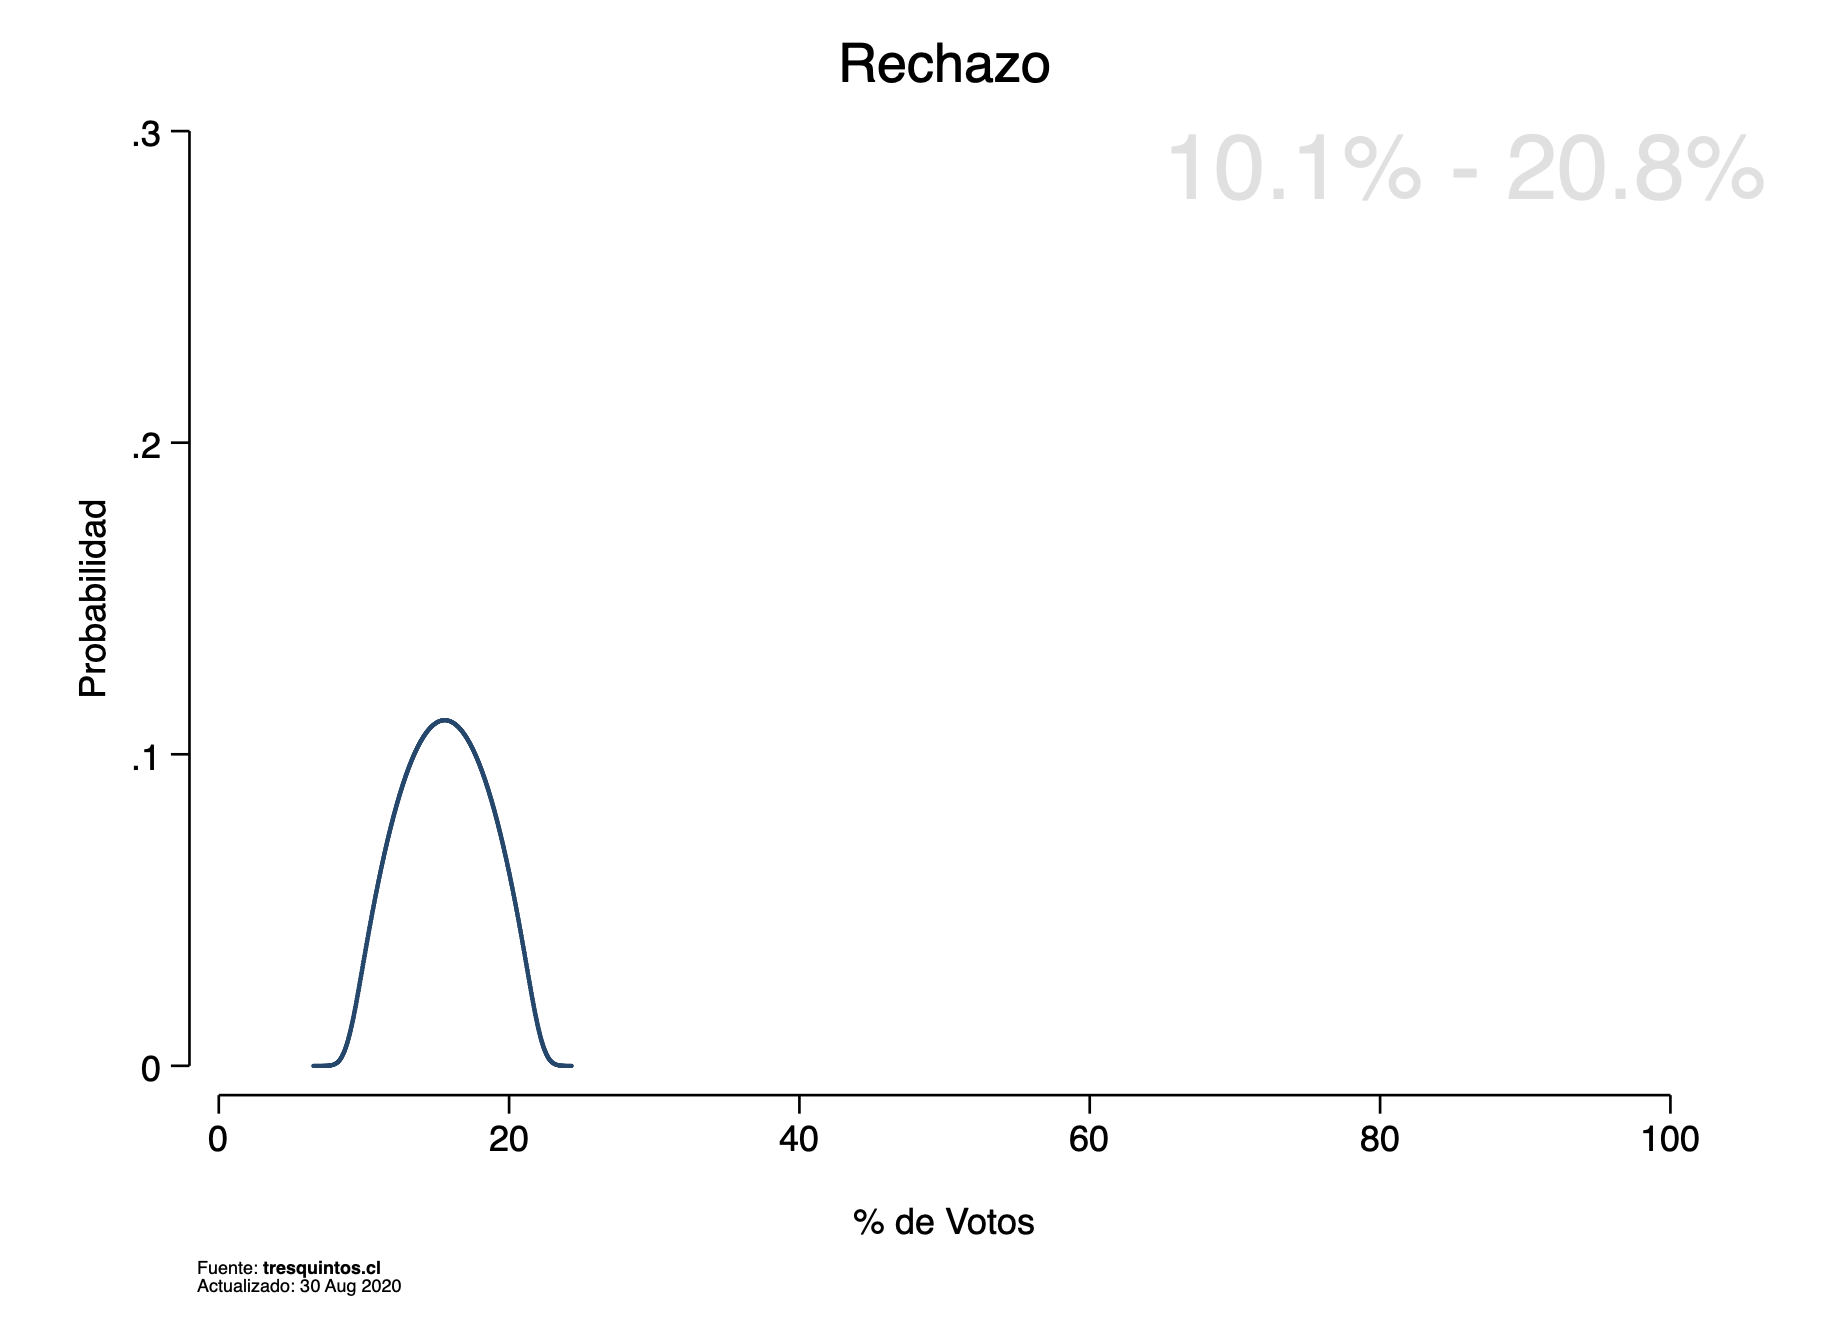 Rechazo
10.1% - 20.8%
.3
.2
.1
0
Probabilidad
0 20 40 60 80 100
% de Votos
Fuente: tresquintos.cl
Actualizado: 30 Aug 2020